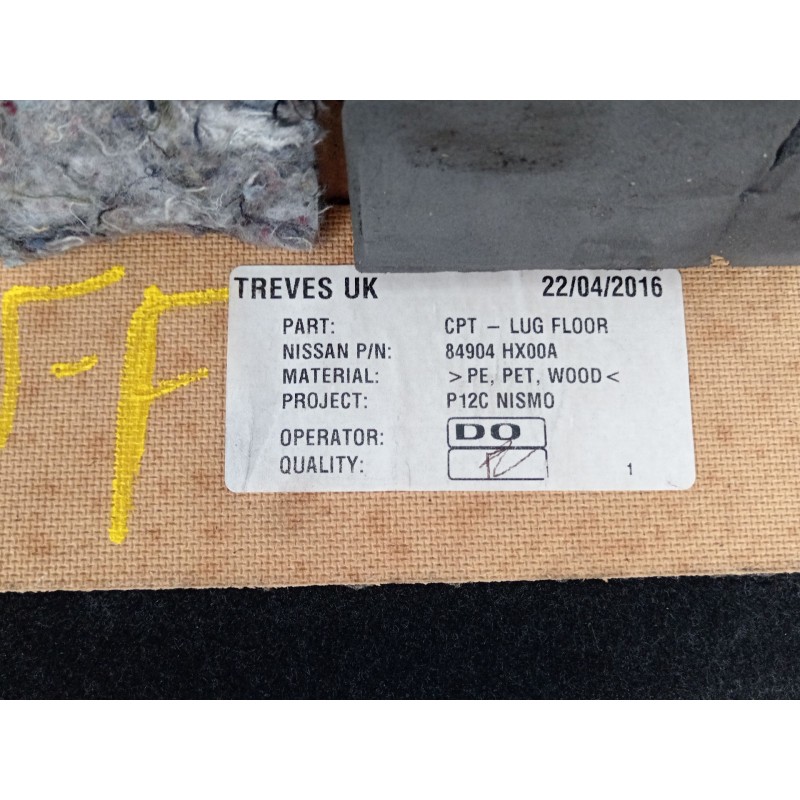 TREVES UK 22/04/2016
PART: CPT - LUG FLOOR
NISSAN P/N: 84904 HX00A
MATERIAL: >PE, PET, WOOD<
PROJECT: P12C NISMO
OPERATOR: DO
QUALITY: 1